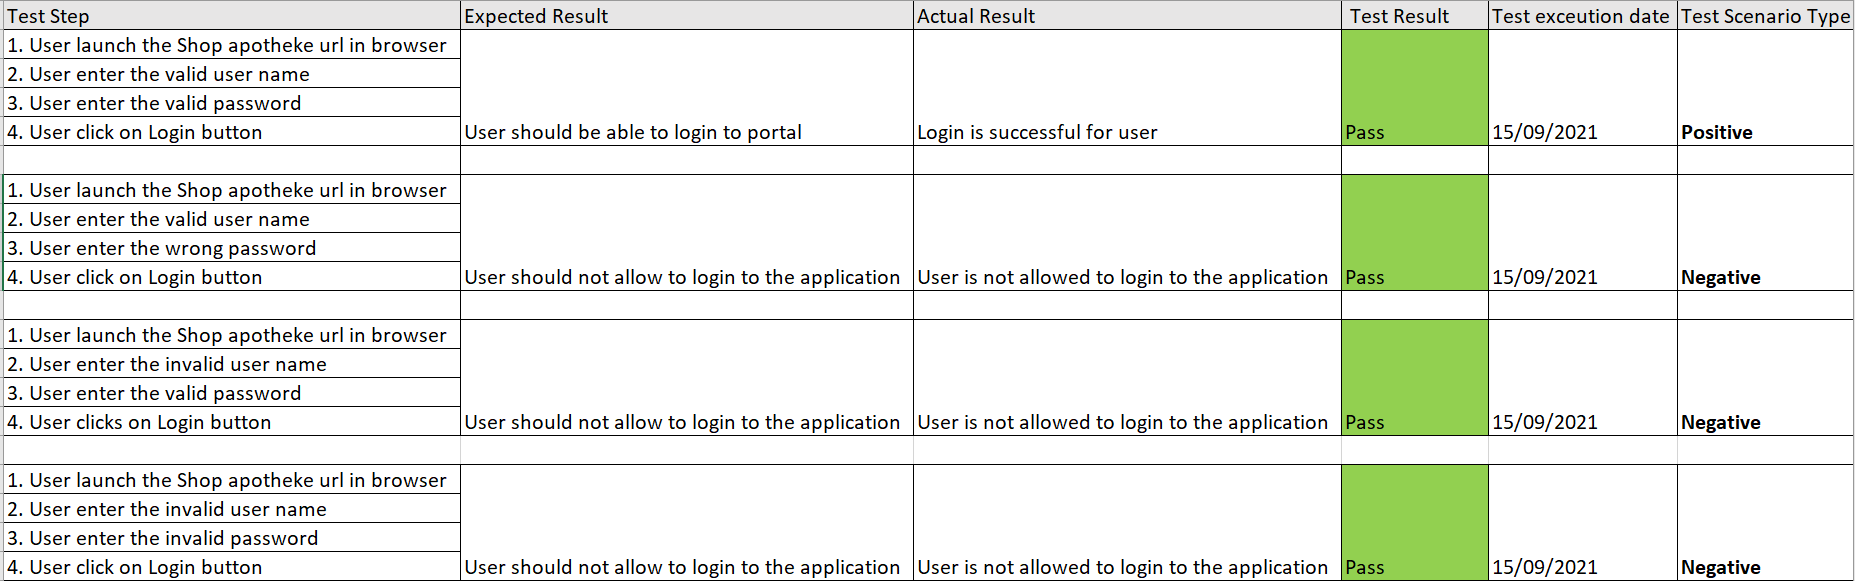 Test Step Expected Result Actual Result Test Result Test exceution date Test Scenario Type
1. User launch the Shop apotheke url in browser
2. User enter the valid user name
3. User enter the valid password
4. User click on Login button User should be able to login to portal Login is successful for user Pass 15/09/2021 Positive
1. User launch the Shop apotheke url in browser
2. User enter the valid user name
3. User enter the wrong password
4. User click on Login button User should not allow to login to the application User is not allowed to login to the application Pass 15/09/2021 Negative
1. User launch the Shop apotheke url in browser
2. User enter the invalid user name
3. User enter the valid password
4. User clicks on Login button User should not allow to login to the application User is not allowed to login to the application Pass 15/09/2021 Negative
1. User launch the Shop apotheke url in browser
2. User enter the invalid user name
3. User enter the invalid password
4. User click on Login button User should not allow to login to the application User is not allowed to login to the application Pass 15/09/2021 Negative